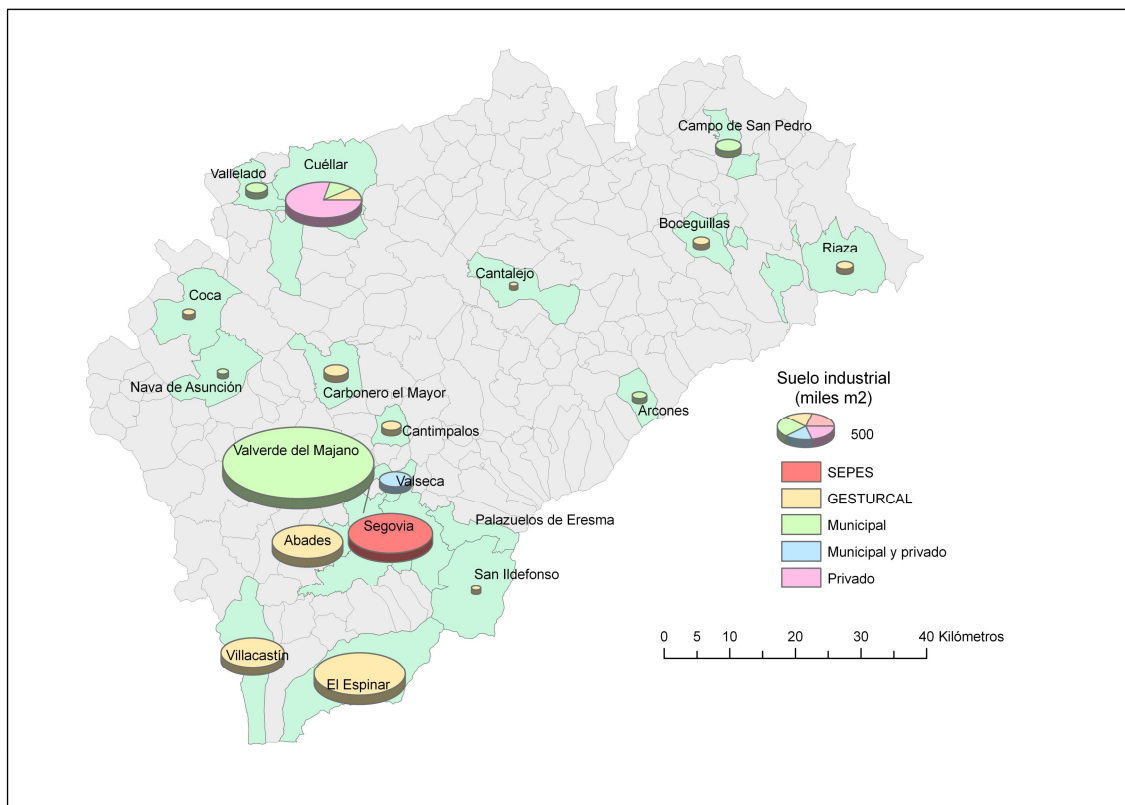 Campo de San Pedro
Cuéllar
Vallelado
Boceguillas
Riaza
Cantalejo
Coca
Nava de Asunción
Carbonero el Mayor
Arcones
Cantimpalos
Valverde del Majano
Valseca
Segovia
Palazuelos de Eresma
Abades
San Ildefonso
Villacastín
El Espinar
Suelo industrial
(miles m2)
500
SEPES
GESTURCAL
Municipal
Municipal y privado
Privado
0 5 10 20 30 40 Kilómetros